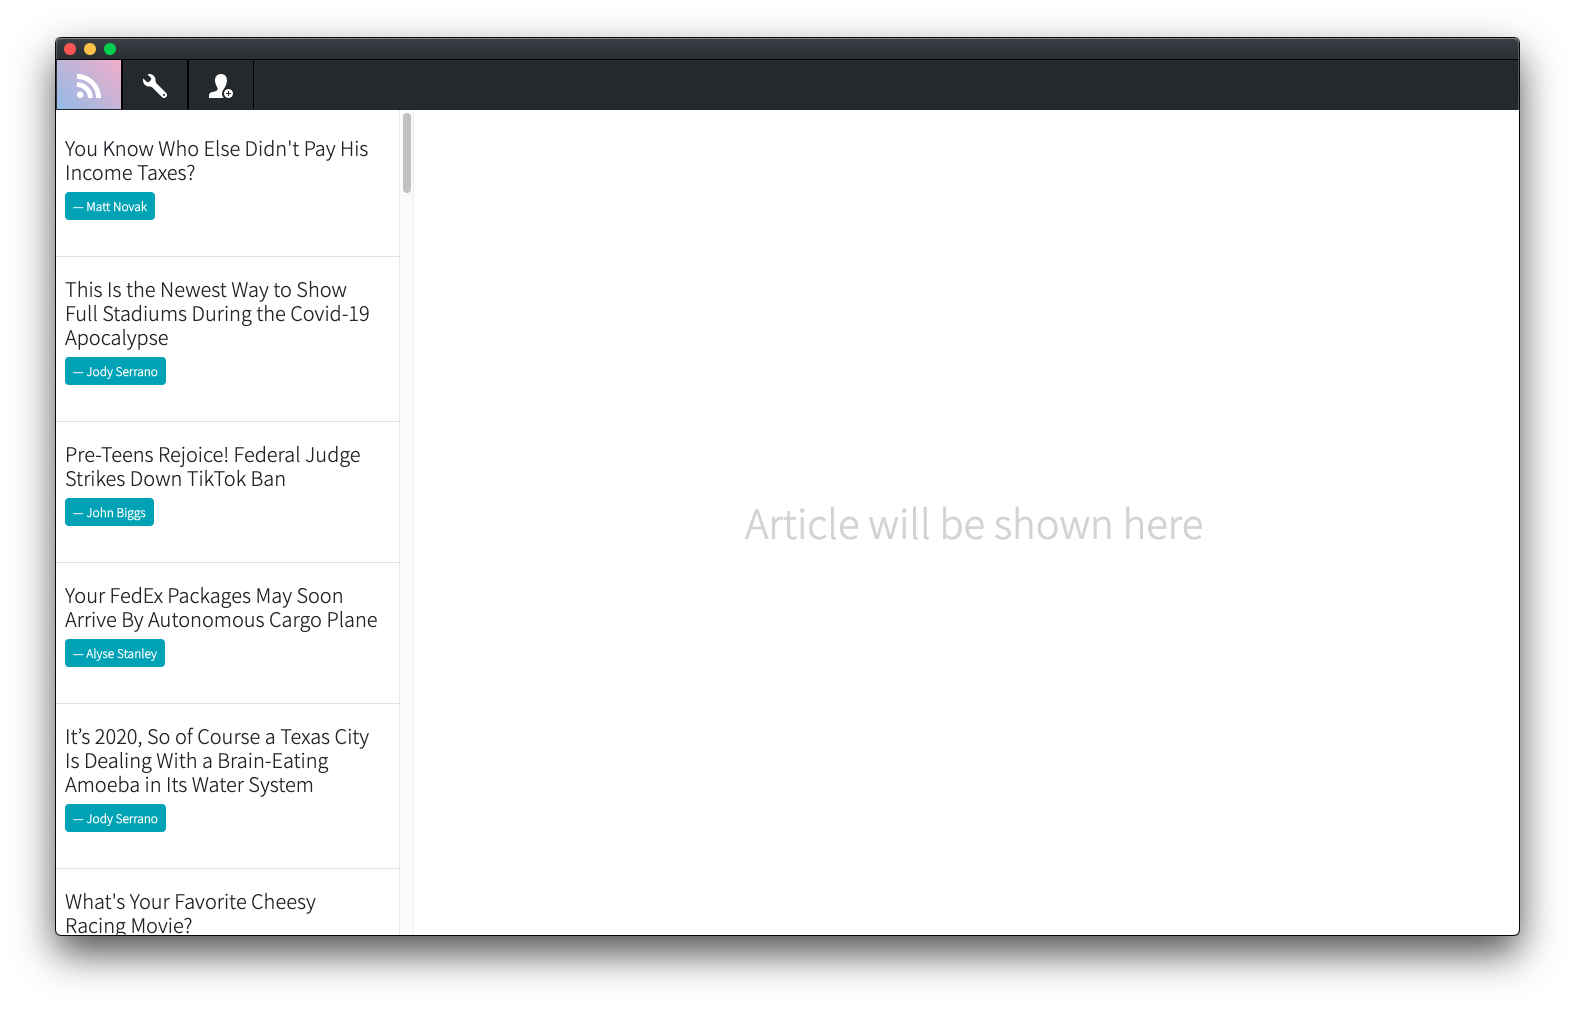 You Know Who Else Didn't Pay His
Income Taxes?
— Matt Novak
This Is the Newest Way to Show
Full Stadiums During the Covid-19
Apocalypse
— Jody Serrano
Pre-Teens Rejoice! Federal Judge
Strikes Down TikTok Ban
— John Biggs
Your FedEx Packages May Soon
Arrive By Autonomous Cargo Plane
— Alyse Stanley
It’s 2020, So of Course a Texas City
Is Dealing With a Brain-Eating
Amoeba in Its Water System
— Jody Serrano
What's Your Favorite Cheesy
Racing Movie?
Article will be shown here